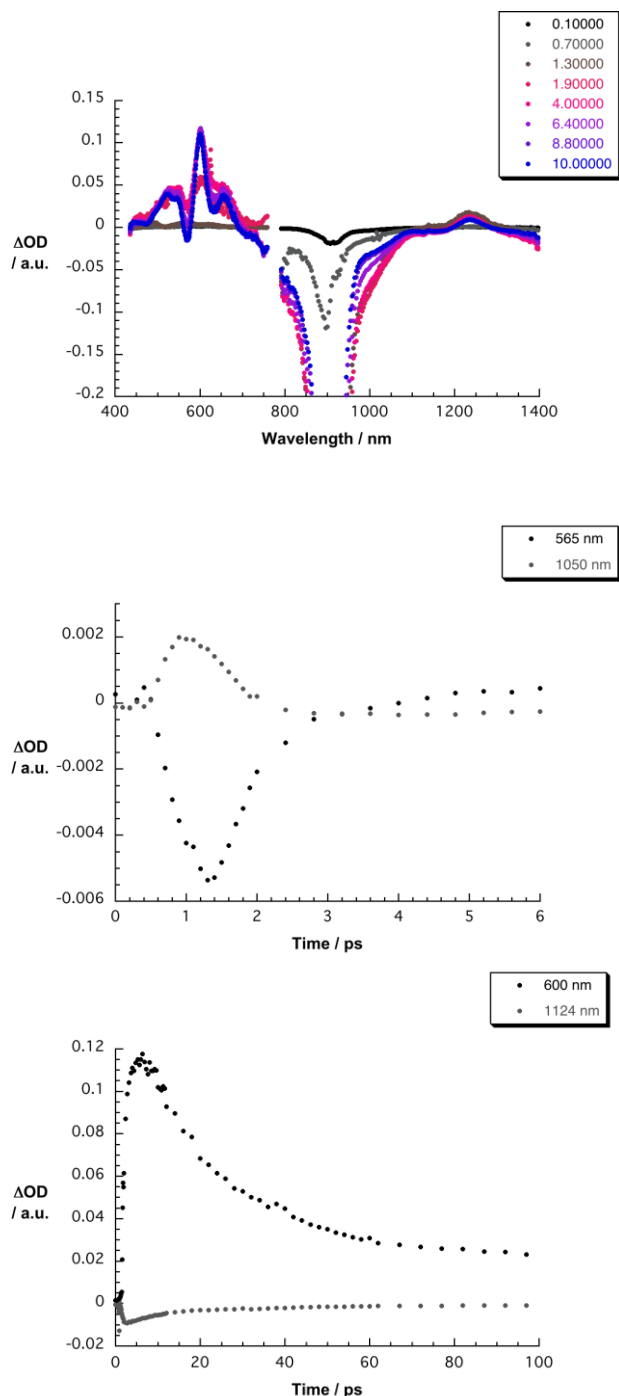 0.10000
0.70000
1.30000
1.90000
4.00000
6.40000
8.80000
10.00000
0.15
0.1
0.05
0
-0.05
-0.1
-0.15
-0.2
ΔOD
/ a.u.
400 600 800 1000 1200 1400
Wavelength / nm
565 nm
1050 nm
0.002
0
-0.002
-0.004
-0.006
ΔOD
/ a.u.
0 1 2 3 4 5 6
Time / ps
600 nm
1124 nm
0.12
0.1
0.08
0.06
0.04
0.02
0
-0.02
ΔOD
/ a.u.
0 20 40 60 80 100
Time / ps